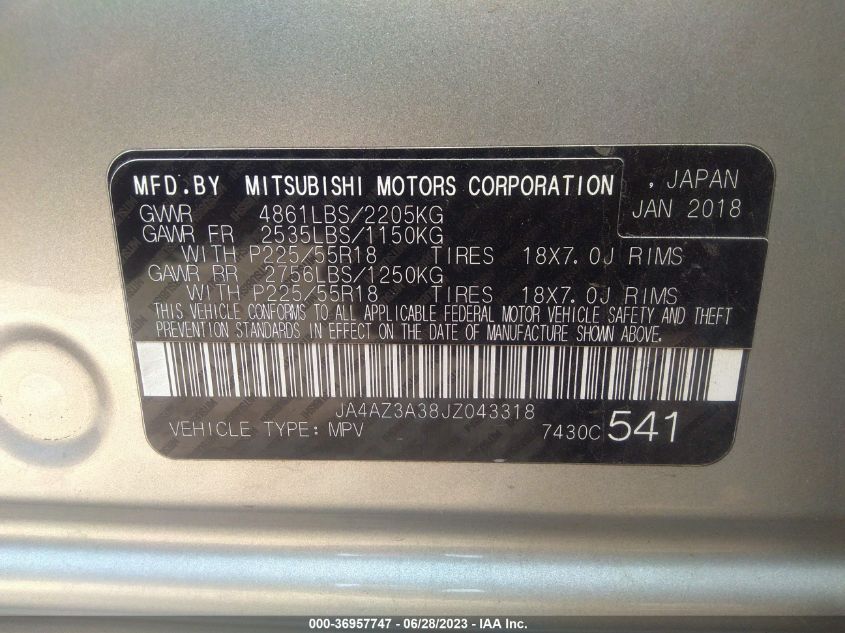 MFD.BY MITSUBISHI MOTORS CORPORATION , JAPAN
GVWR 4861LBS/2205KG JAN 2018
GAWR FR 2535LBS/1150KG
WITH P225/55R18 TIRES 18X7.0J RIMS
GAWR RR 2756LBS/1250KG
WITH P225/55R18 TIRES 18X7.0J RIMS
THIS VEHICLE CONFORMS TO ALL APPLICABLE FEDERAL MOTOR VEHICLE SAFETY AND THEFT
PREVENTION STANDARDS IN EFFECT ON THE DATE OF MANUFACTURE SHOWN ABOVE.
JA4AZ3A38JZ043318
VEHICLE TYPE: MPV 7430C 541
000-36957747 - 06/28/2023 - IAA Inc.